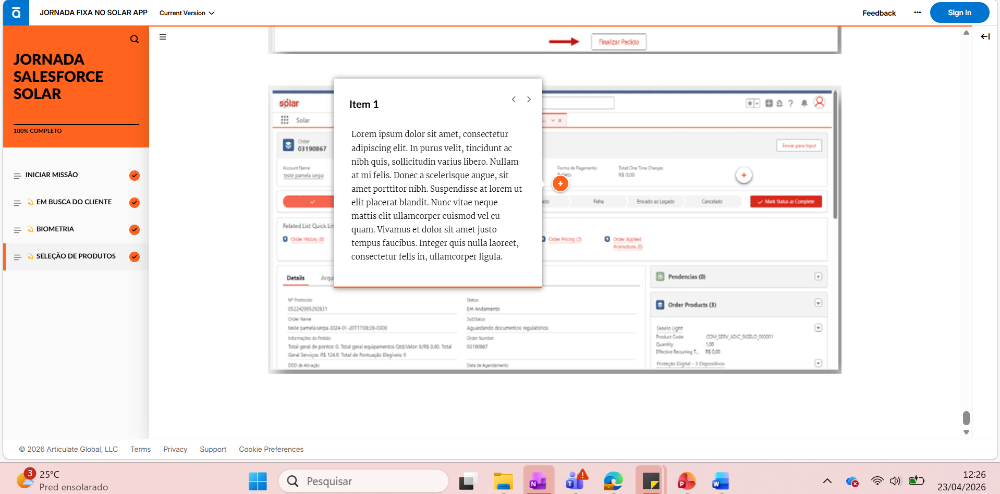 JORNADA FIXA NO SOLAR APP
Current Version
Feedback
Sign In
JORNADA
SALESFORCE
SOLAR
100% COMPLETO
INICIAR MISSÃO
EM BUSCA DO CLIENTE
BIOMETRIA
SELEÇÃO DE PRODUTOS
Finalizar Pedido
solar
Solar
Order
03190867
Enviar para Input
Account Name
teste pamela serpa
Forma de Pagamento
Total One Time Charges
R$ 0,00
Item 1
Lorem ipsum dolor sit amet, consectetur
adipiscing elit. In purus velit, tincidunt ac
nibh quis, sollicitudin varius libero. Nullam
at mi felis. Donec a scelerisque augue, sit
amet porttitor nibh. Suspendisse at lorem ut
elit placerat blandit. Nunc vitae neque
mattis elit ullamcorper euismod vel eu
quam. Vivamus et dolor sit amet justo
tempus faucibus. Integer quis nulla laoreet,
consectetur felis in, ullamcorper ligula.
Falha
Enviado ao Legado
Cancelado
Mark Status as Complete
Related List Quick Lin
Order History (8)
Order Pricing (3)
Order Applied
Promotions (0)
Details
Arqu
Pendencias (0)
Order Products (3)
Nº Protocolo
052242995292831
Status
Em Andamento
Order Name
teste pamela serpa 2024-01-20T17:08:28-0300
SubStatus
Aguardando documentos regulatórios
Informações do Pedido
Total geral de pontos: 0. Total geral equipamentos Qtd/Valor: 0/R$ 0,00. Total
Geral Serviços: R$ 124,9. Total de Pontuação Elegíveis: 0
Order Number
03190867
DDD de Ativação
Data de Agendamento
Skeelo Light
Product Code: COM_SERV_ADIC_SKEELO_000001
Quantity: 1,00
Effective Recurring T... R$ 0,00
Proteção Digital - 3 Dispositivos
© 2026 Articulate Global, LLC
Terms
Privacy
Support
Cookie Preferences
3
25°C
Pred ensolarado
Pesquisar
12:26
23/04/2026